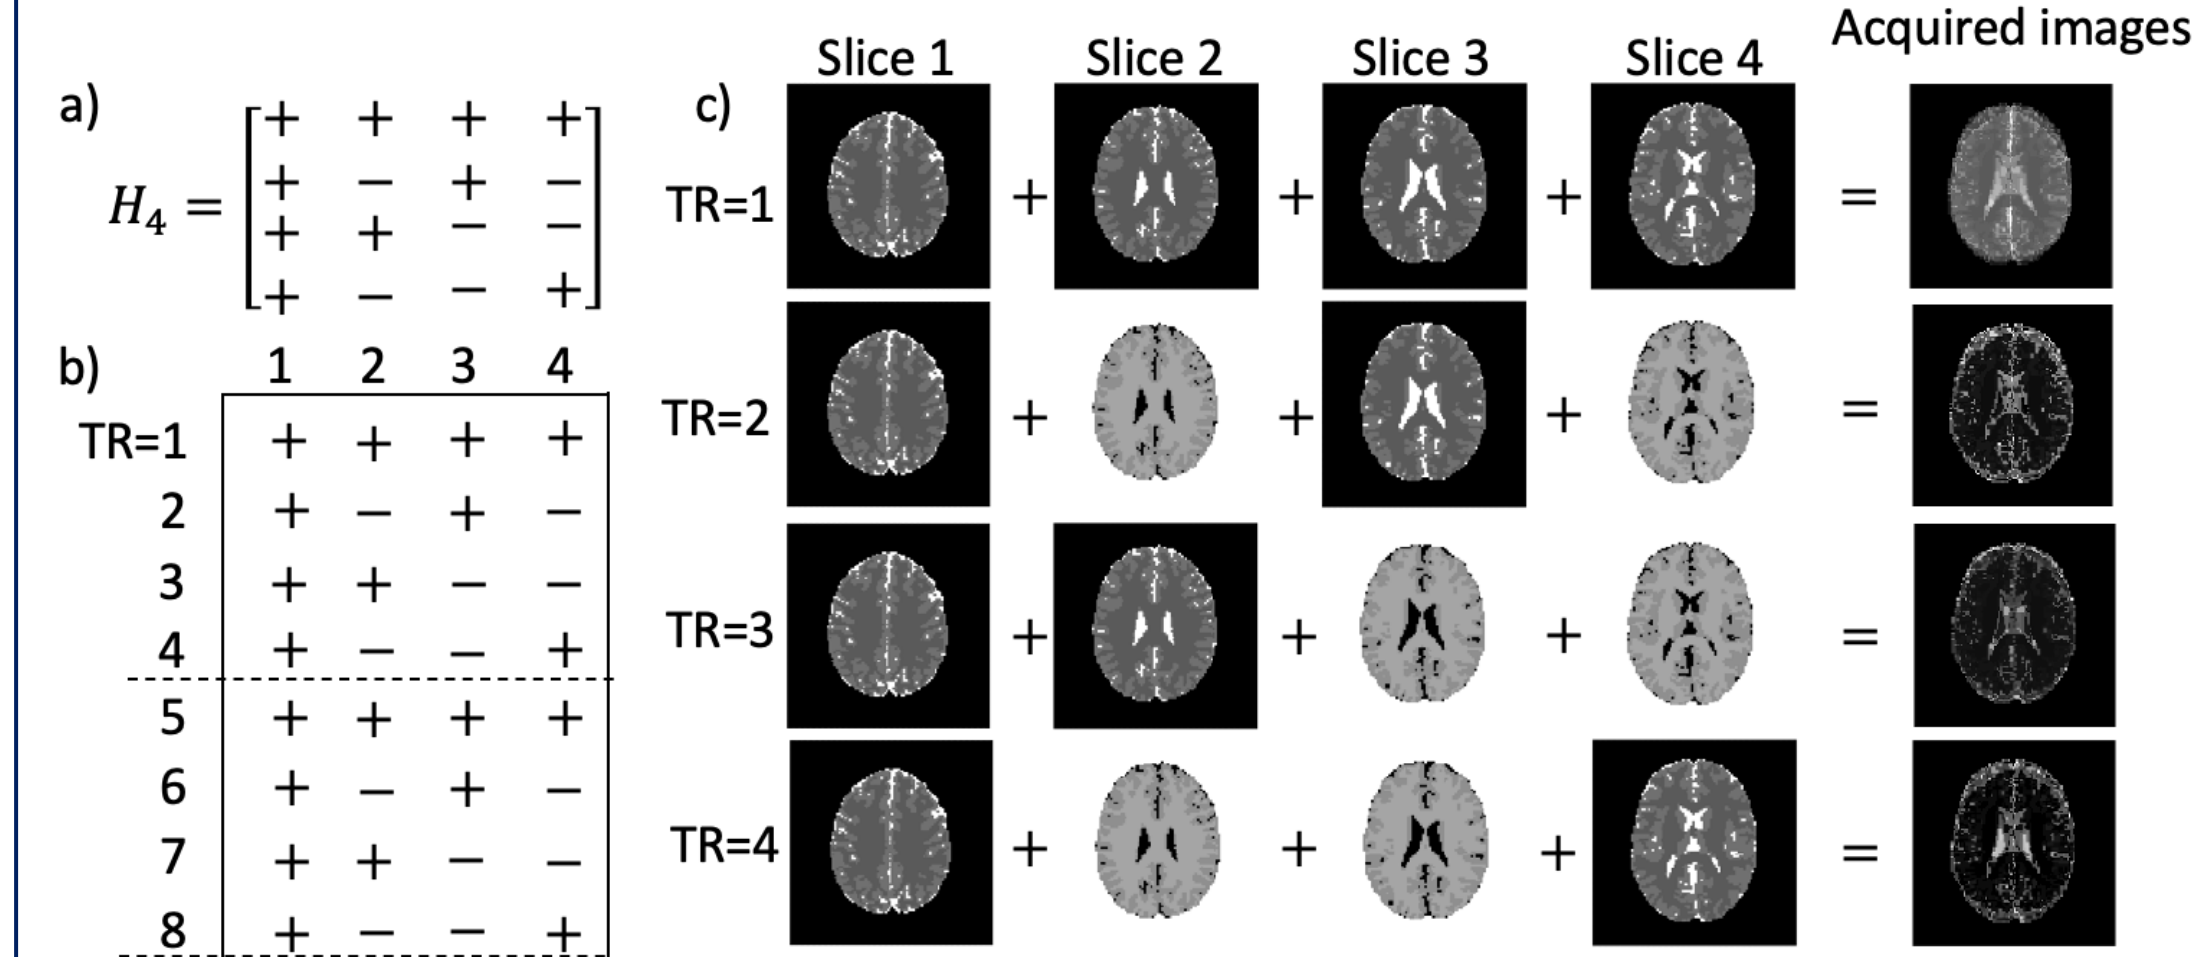 Slice 1 Slice 2 Slice 3 Slice 4 Acquired images
a)
H₄ =
+ + + +
+ − + −
+ + − −
+ − − +
b) 1 2 3 4
TR=1 + + + +
2 + − + −
3 + + − −
4 + − − +
5 + + + +
6 + − + −
7 + + − −
8 + − − +
c)
TR=1 + + + =
TR=2 + + + =
TR=3 + + + =
TR=4 + + + =